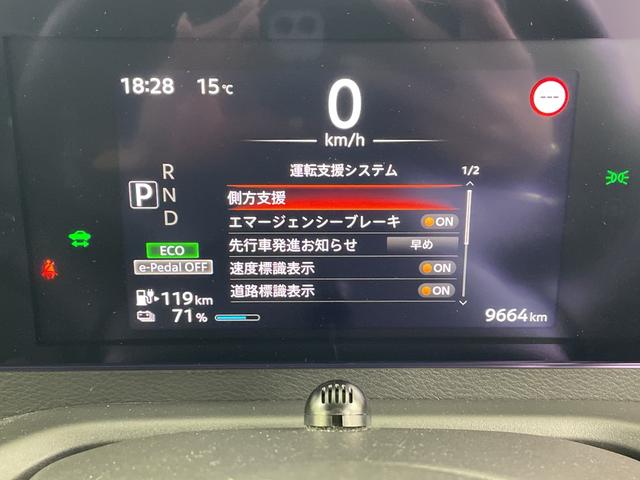 18:28 15℃
0
km/h
---
運転支援システム 1/2
側方支援
エマージェンシーブレーキ ON
先行車発進お知らせ 早め
速度標識表示 ON
道路標識表示 ON
R
P N
D
ECO
e-Pedal OFF
119km
71%
9664km